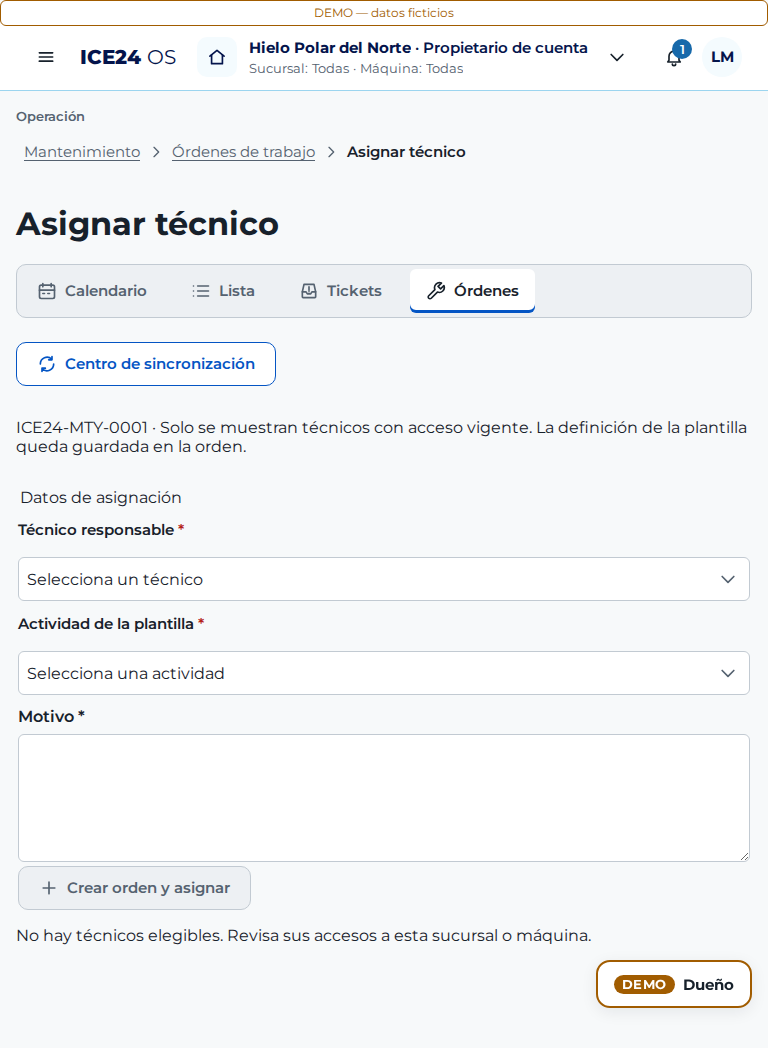 DEMO — datos ficticios
ICE24 OS
Hielo Polar del Norte · Propietario de cuenta
Sucursal: Todas · Máquina: Todas
1
LM
Operación
Mantenimiento > Órdenes de trabajo > Asignar técnico
Asignar técnico
Calendario Lista Tickets Órdenes
Centro de sincronización
ICE24-MTY-0001 · Solo se muestran técnicos con acceso vigente. La definición de la plantilla
queda guardada en la orden.
Datos de asignación
Técnico responsable *
Selecciona un técnico
Actividad de la plantilla *
Selecciona una actividad
Motivo *
Crear orden y asignar
No hay técnicos elegibles. Revisa sus accesos a esta sucursal o máquina.
DEMO Dueño